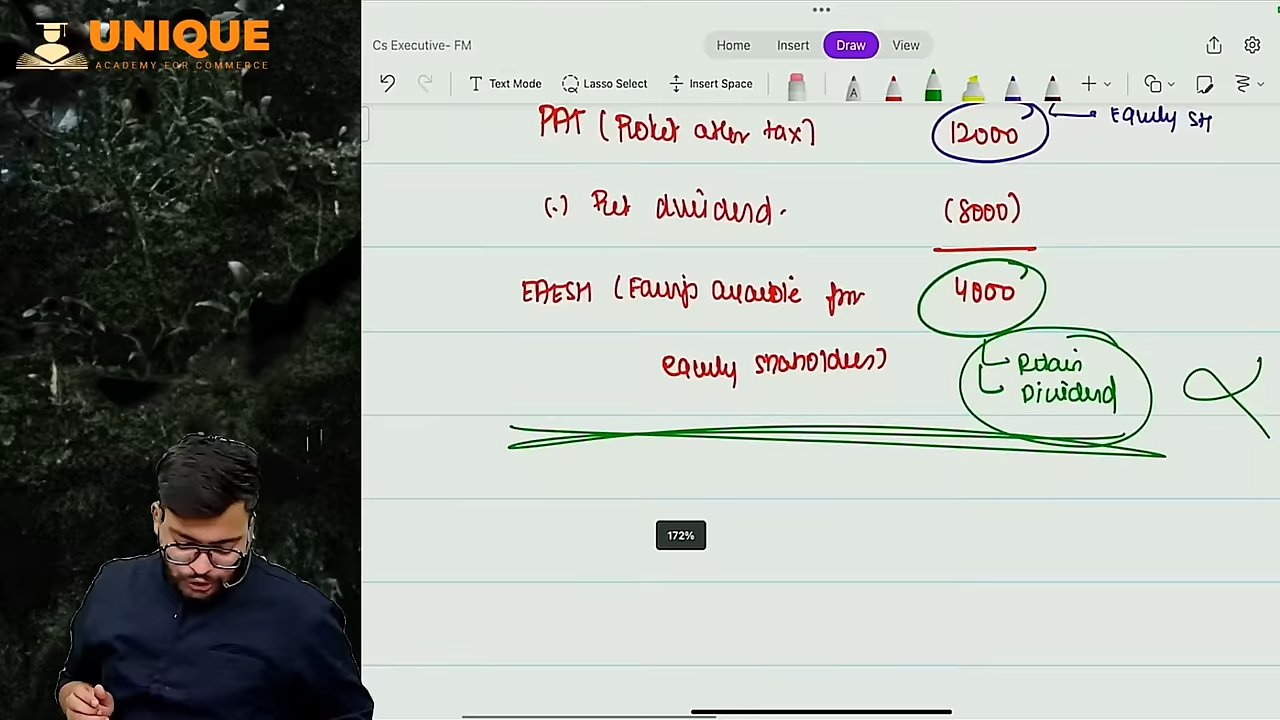 UNIQUE
ACADEMY FOR COMMERCE
Cs Executive- FM
Home Insert Draw View
Text Mode Lasso Select Insert Space
PAT (Profit after tax) 12000 Equity SH
(-) Pref dividend. (8000)
EAESH (Earnings available for 4000
equity shareholders)
Retain
Dividend
172%